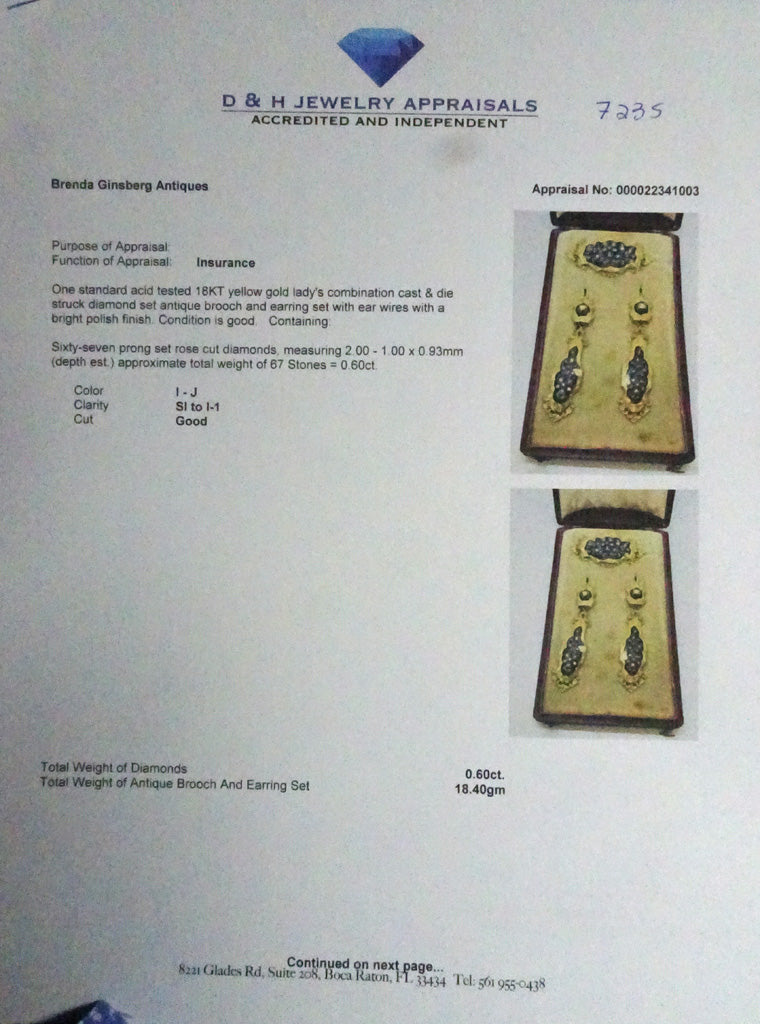 D & H JEWELRY APPRAISALS
ACCREDITED AND INDEPENDENT
7235
Brenda Ginsberg Antiques
Appraisal No: 000022341003
Purpose of Appraisal:
Function of Appraisal: Insurance
One standard acid tested 18KT yellow gold lady's combination cast & die
struck diamond set antique brooch and earring set with ear wires with a
bright polish finish. Condition is good. Containing:
Sixty-seven prong set rose cut diamonds, measuring 2.00 - 1.00 x 0.93mm
(depth est.) approximate total weight of 67 Stones = 0.60ct.
Color I - J
Clarity SI to I-1
Cut Good
Total Weight of Diamonds 0.60ct.
Total Weight of Antique Brooch And Earring Set 18.40gm
Continued on next page...
8221 Glades Rd, Suite 208, Boca Raton, FL 33434 Tel: 561 955-0438